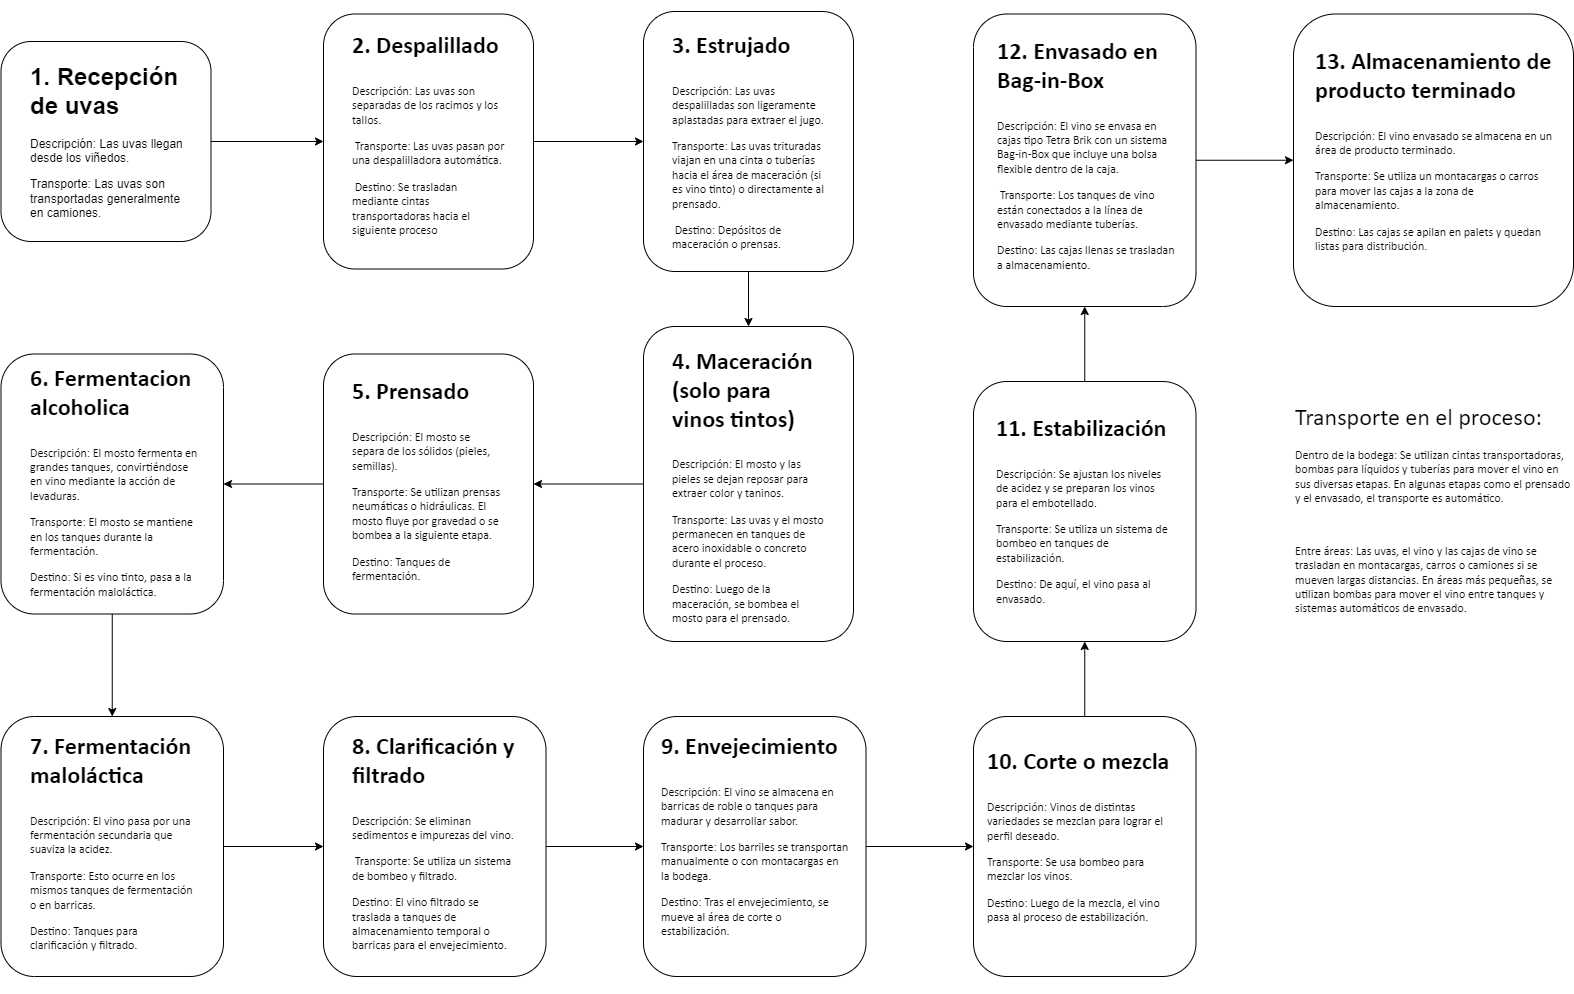 1. Recepción
de uvas
Descripción: Las uvas llegan
desde los viñedos.
Transporte: Las uvas son
transportadas generalmente
en camiones.
2. Despalillado
Descripción: Las uvas son
separadas de los racimos y los
tallos.
Transporte: Las uvas pasan por
una despalilladora automática.
Destino: Se trasladan
mediante cintas
transportadoras hacia el
siguiente proceso
3. Estrujado
Descripción: Las uvas
despalilladas son ligeramente
aplastadas para extraer el jugo.
Transporte: Las uvas trituradas
viajan en una cinta o tuberías
hacia el área de maceración (si
es vino tinto) o directamente al
prensado.
Destino: Depósitos de
maceración o prensas.
4. Maceración
(solo para
vinos tintos)
Descripción: El mosto y las
pieles se dejan reposar para
extraer color y taninos.
Transporte: Las uvas y el mosto
permanecen en tanques de
acero inoxidable o concreto
durante el proceso.
Destino: Luego de la
maceración, se bombea el
mosto para el prensado.
5. Prensado
Descripción: El mosto se
separa de los sólidos (pieles,
semillas).
Transporte: Se utilizan prensas
neumáticas o hidráulicas. El
mosto fluye por gravedad o se
bombea a la siguiente etapa.
Destino: Tanques de
fermentación.
6. Fermentacion
alcoholica
Descripción: El mosto fermenta en
grandes tanques, convirtiéndose
en vino mediante la acción de
levaduras.
Transporte: El mosto se mantiene
en los tanques durante la
fermentación.
Destino: Si es vino tinto, pasa a la
fermentación maloláctica.
7. Fermentación
maloláctica
Descripción: El vino pasa por una
fermentación secundaria que
suaviza la acidez.
Transporte: Esto ocurre en los
mismos tanques de fermentación
o en barricas.
Destino: Tanques para
clarificación y filtrado.
8. Clarificación y
filtrado
Descripción: Se eliminan
sedimentos e impurezas del vino.
Transporte: Se utiliza un sistema
de bombeo y filtrado.
Destino: El vino filtrado se
traslada a tanques de
almacenamiento temporal o
barricas para el envejecimiento.
9. Envejecimiento
Descripción: El vino se almacena en
barricas de roble o tanques para
madurar y desarrollar sabor.
Transporte: Los barriles se transportan
manualmente o con montacargas en
la bodega.
Destino: Tras el envejecimiento, se
mueve al área de corte o
estabilización.
10. Corte o mezcla
Descripción: Vinos de distintas
variedades se mezclan para lograr el
perfil deseado.
Transporte: Se usa bombeo para
mezclar los vinos.
Destino: Luego de la mezcla, el vino
pasa al proceso de estabilización.
11. Estabilización
Descripción: Se ajustan los niveles
de acidez y se preparan los vinos
para el embotellado.
Transporte: Se utiliza un sistema de
bombeo en tanques de
estabilización.
Destino: De aquí, el vino pasa al
envasado.
12. Envasado en
Bag-in-Box
Descripción: El vino se envasa en
cajas tipo Tetra Brik con un sistema
Bag-in-Box que incluye una bolsa
flexible dentro de la caja.
Transporte: Los tanques de vino
están conectados a la línea de
envasado mediante tuberías.
Destino: Las cajas llenas se trasladan
a almacenamiento.
13. Almacenamiento de
producto terminado
Descripción: El vino envasado se almacena en un
área de producto terminado.
Transporte: Se utiliza un montacargas o carros
para mover las cajas a la zona de
almacenamiento.
Destino: Las cajas se apilan en palets y quedan
listas para distribución.
Transporte en el proceso:
Dentro de la bodega: Se utilizan cintas transportadoras,
bombas para líquidos y tuberías para mover el vino en
sus diversas etapas. En algunas etapas como el prensado
y el envasado, el transporte es automático.
Entre áreas: Las uvas, el vino y las cajas de vino se
trasladan en montacargas, carros o camiones si se
mueven largas distancias. En áreas más pequeñas, se
utilizan bombas para mover el vino entre tanques y
sistemas automáticos de envasado.